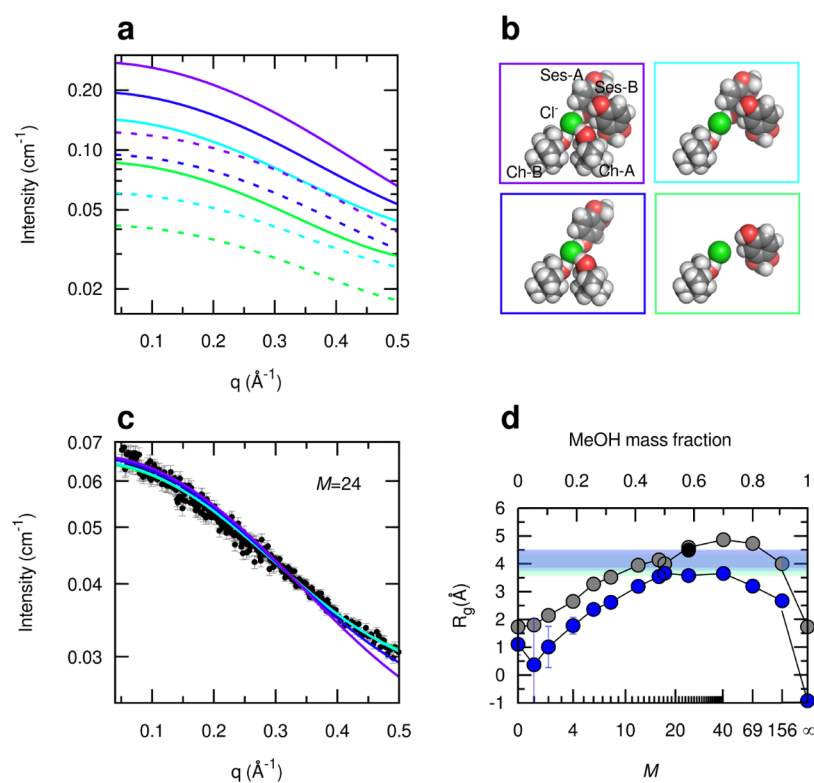 a
0.20
0.10
0.05
0.02
Intensity (cm⁻¹)
0.1 0.2 0.3 0.4 0.5
q (Å⁻¹)
b
Ses-A
Ses-B
Cl⁻
Ch-B
Ch-A
c
0.07
0.06
0.05
0.04
0.03
M=24
Intensity (cm⁻¹)
0.1 0.2 0.3 0.4 0.5
q (Å⁻¹)
d
MeOH mass fraction
0 0.2 0.4 0.6 0.8 1
6
5
4
3
2
1
0
-1
Rg(Å)
0 4 10 20 40 69 156 ∞
M